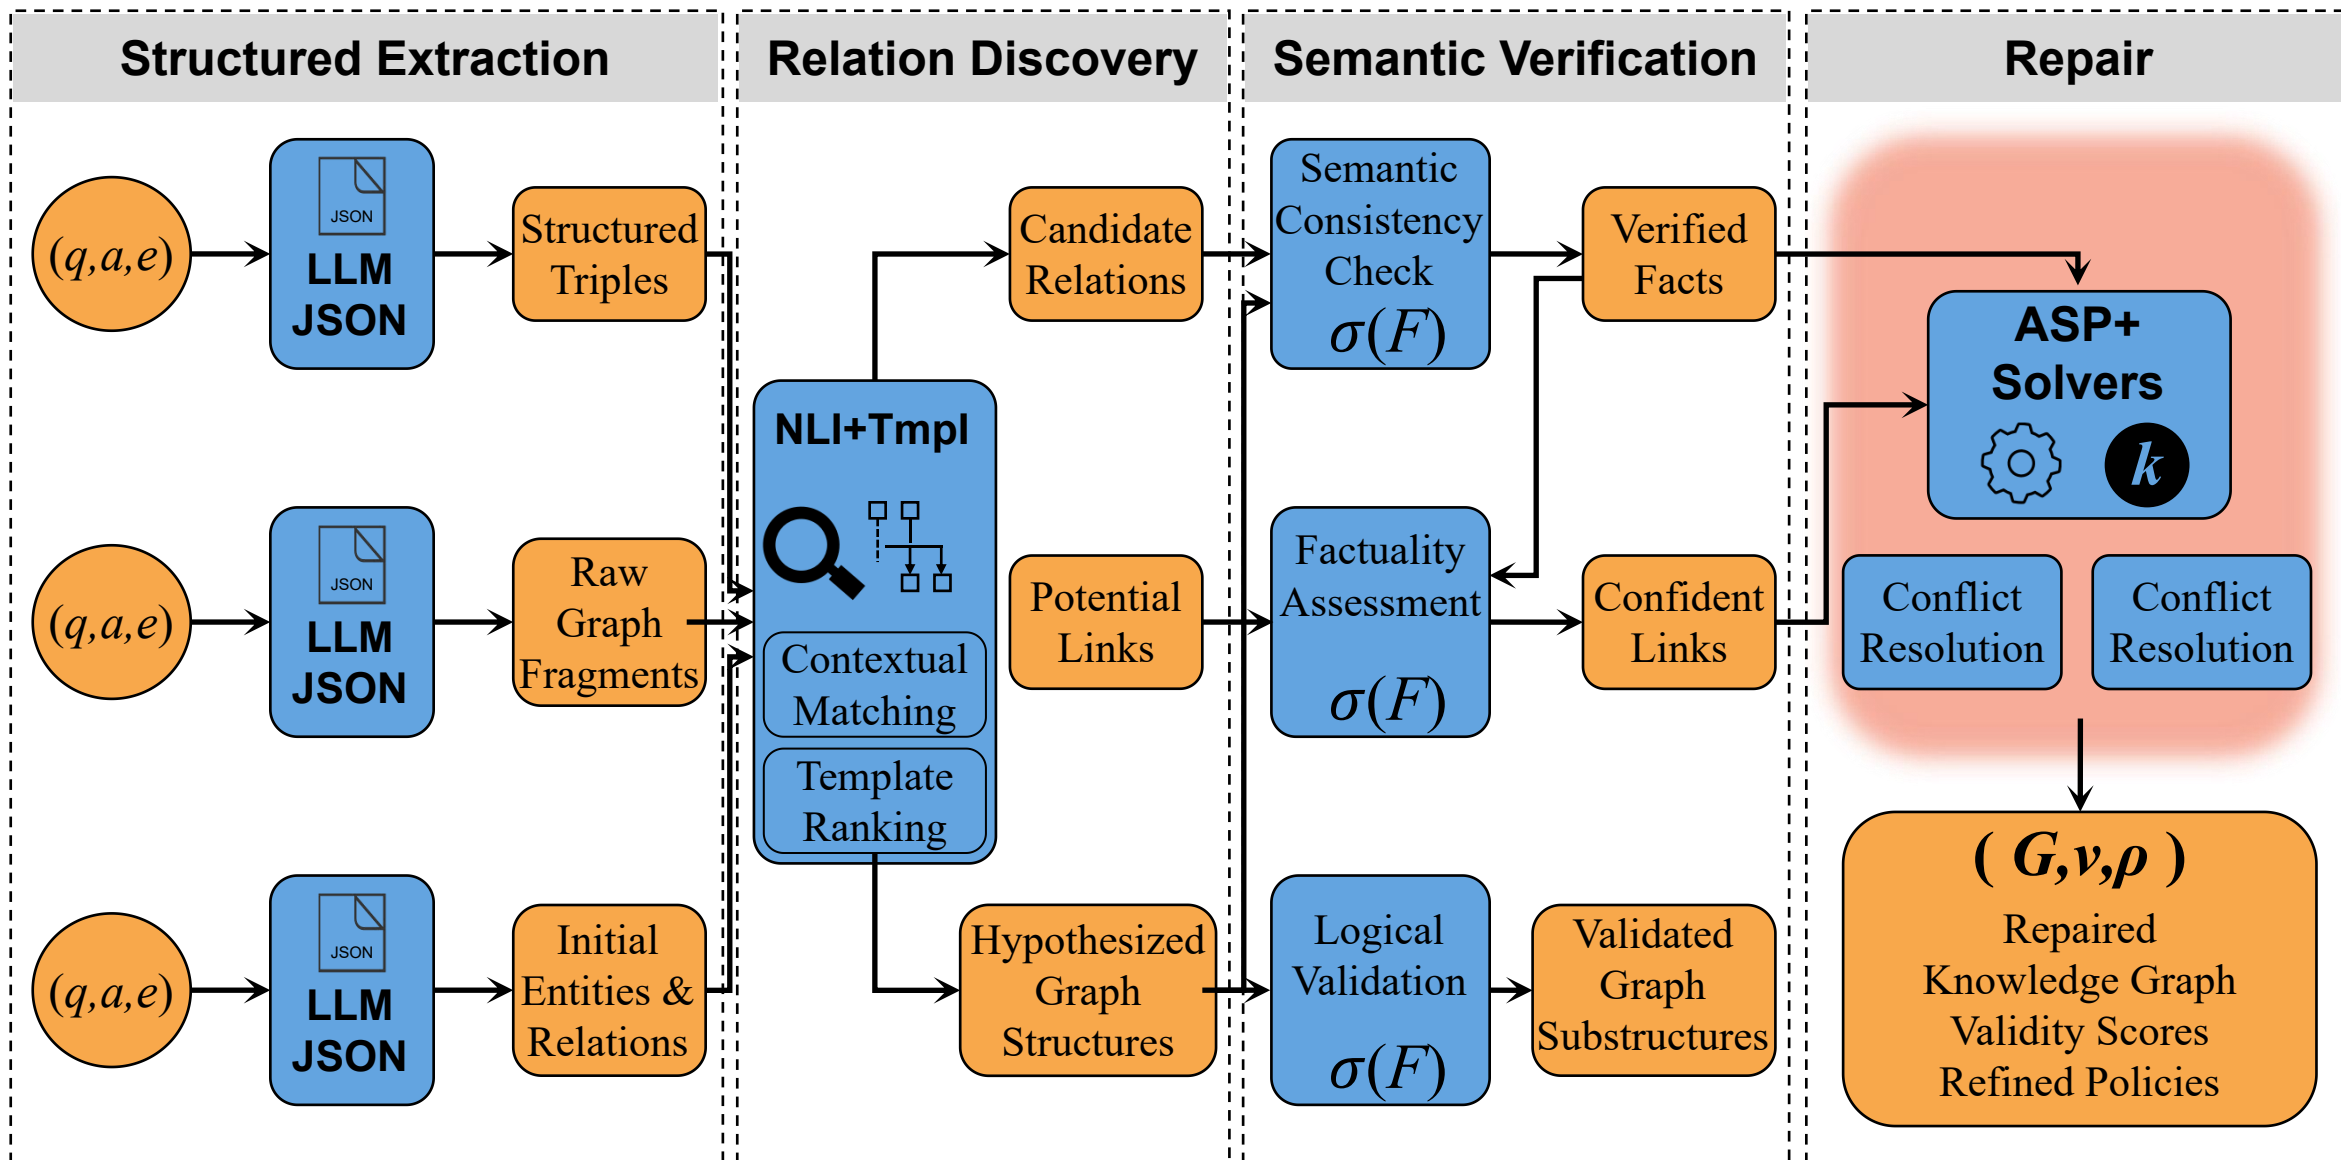 Structured Extraction
Relation Discovery
Semantic Verification
Repair
(q,a,e)
JSON
LLM
JSON
Structured
Triples
(q,a,e)
JSON
LLM
JSON
Raw
Graph
Fragments
(q,a,e)
JSON
LLM
JSON
Initial
Entities &
Relations
NLI+Tmpl
Contextual
Matching
Template
Ranking
Candidate
Relations
Potential
Links
Hypothesized
Graph
Structures
Semantic
Consistency
Check
σ(F)
Factuality
Assessment
σ(F)
Logical
Validation
σ(F)
Verified
Facts
Confident
Links
Validated
Graph
Substructures
ASP+
Solvers
k
Conflict
Resolution
Conflict
Resolution
( G,ν,ρ )
Repaired
Knowledge Graph
Validity Scores
Refined Policies